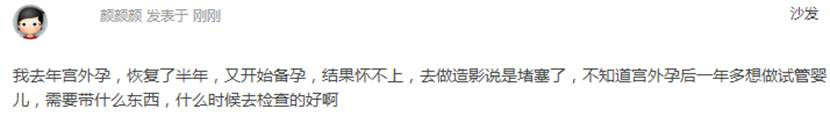 颜颜颜 发表于 刚刚
沙发
我去年宫外孕，恢复了半年，又开始备孕，结果怀不上，去做造影说是堵塞了，不知道宫外孕后一年多想做试管婴
儿，需要带什么东西，什么时候去检查的好啊